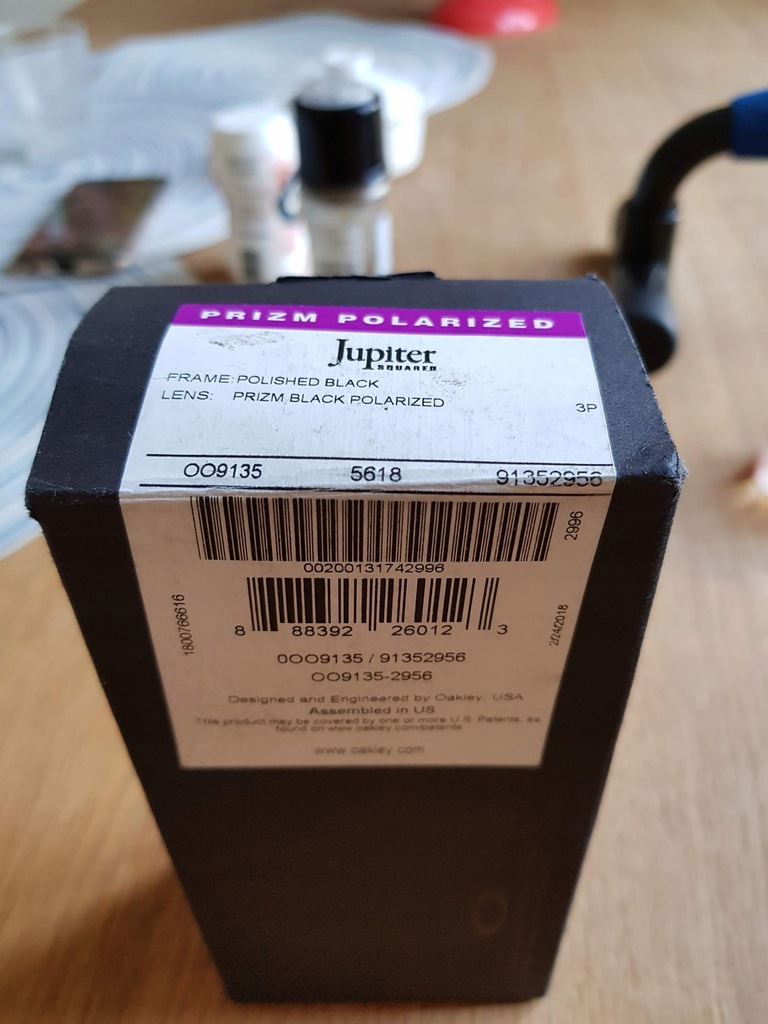 PRIZM POLARIZED
Jupiter
SQUARED
FRAME: POLISHED BLACK
LENS: PRIZM BLACK POLARIZED
3P
OO9135 5618 91352956
2996
00200131742996
8 88392 26012 3
1800766616
2/24/2018
0OO9135 / 91352956
OO9135-2956
Designed and Engineered by Oakley, USA
Assembled in US
This product may be covered by one or more U.S. Patents, as
found on www.oakley.com/patents
www.oakley.com